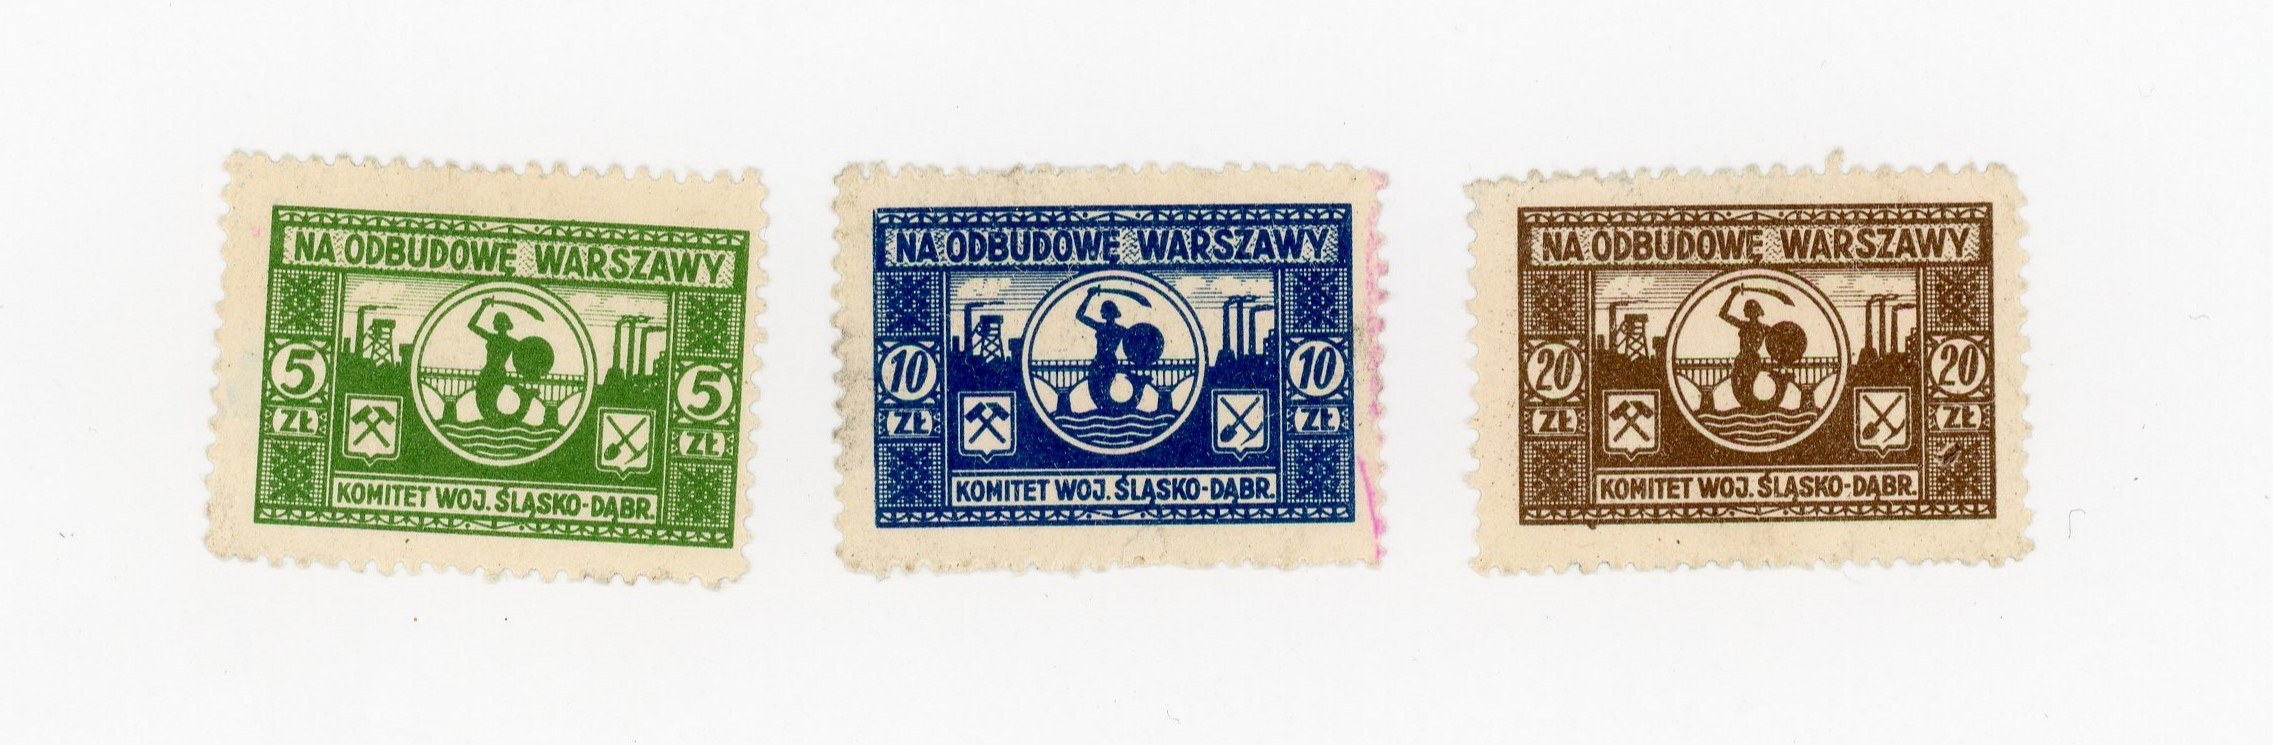 NA ODBUDOWĘ WARSZAWY
5 ZŁ
5 ZŁ
KOMITET WOJ. ŚLĄSKO-DĄBR.
NA ODBUDOWĘ WARSZAWY
10 ZŁ
10 ZŁ
KOMITET WOJ. ŚLĄSKO-DĄBR.
NA ODBUDOWĘ WARSZAWY
20 ZŁ
20 ZŁ
KOMITET WOJ. ŚLĄSKO-DĄBR.